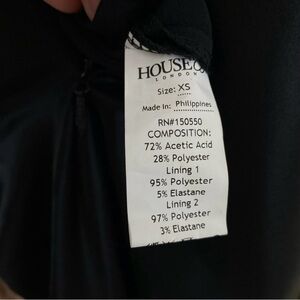 HOUSE
LONDON
Size: XS
Made in: Philippines
RN#150550
COMPOSITION:
72% Acetic Acid
28% Polyester
Lining 1
95% Polyester
5% Elastane
Lining 2
97% Polyester
3% Elastane